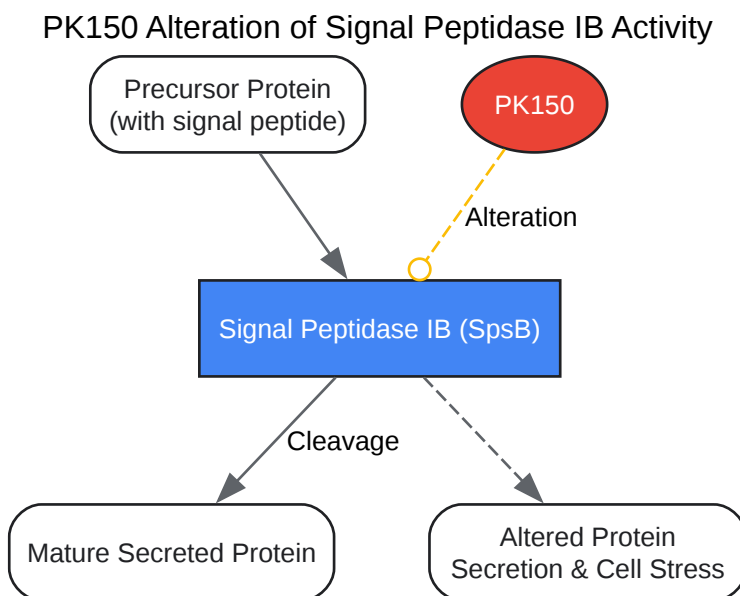 PK150 Alteration of Signal Peptidase IB Activity
Precursor Protein
(with signal peptide)
PK150
Alteration
Signal Peptidase IB (SpsB)
Cleavage
Mature Secreted Protein
Altered Protein
Secretion & Cell Stress